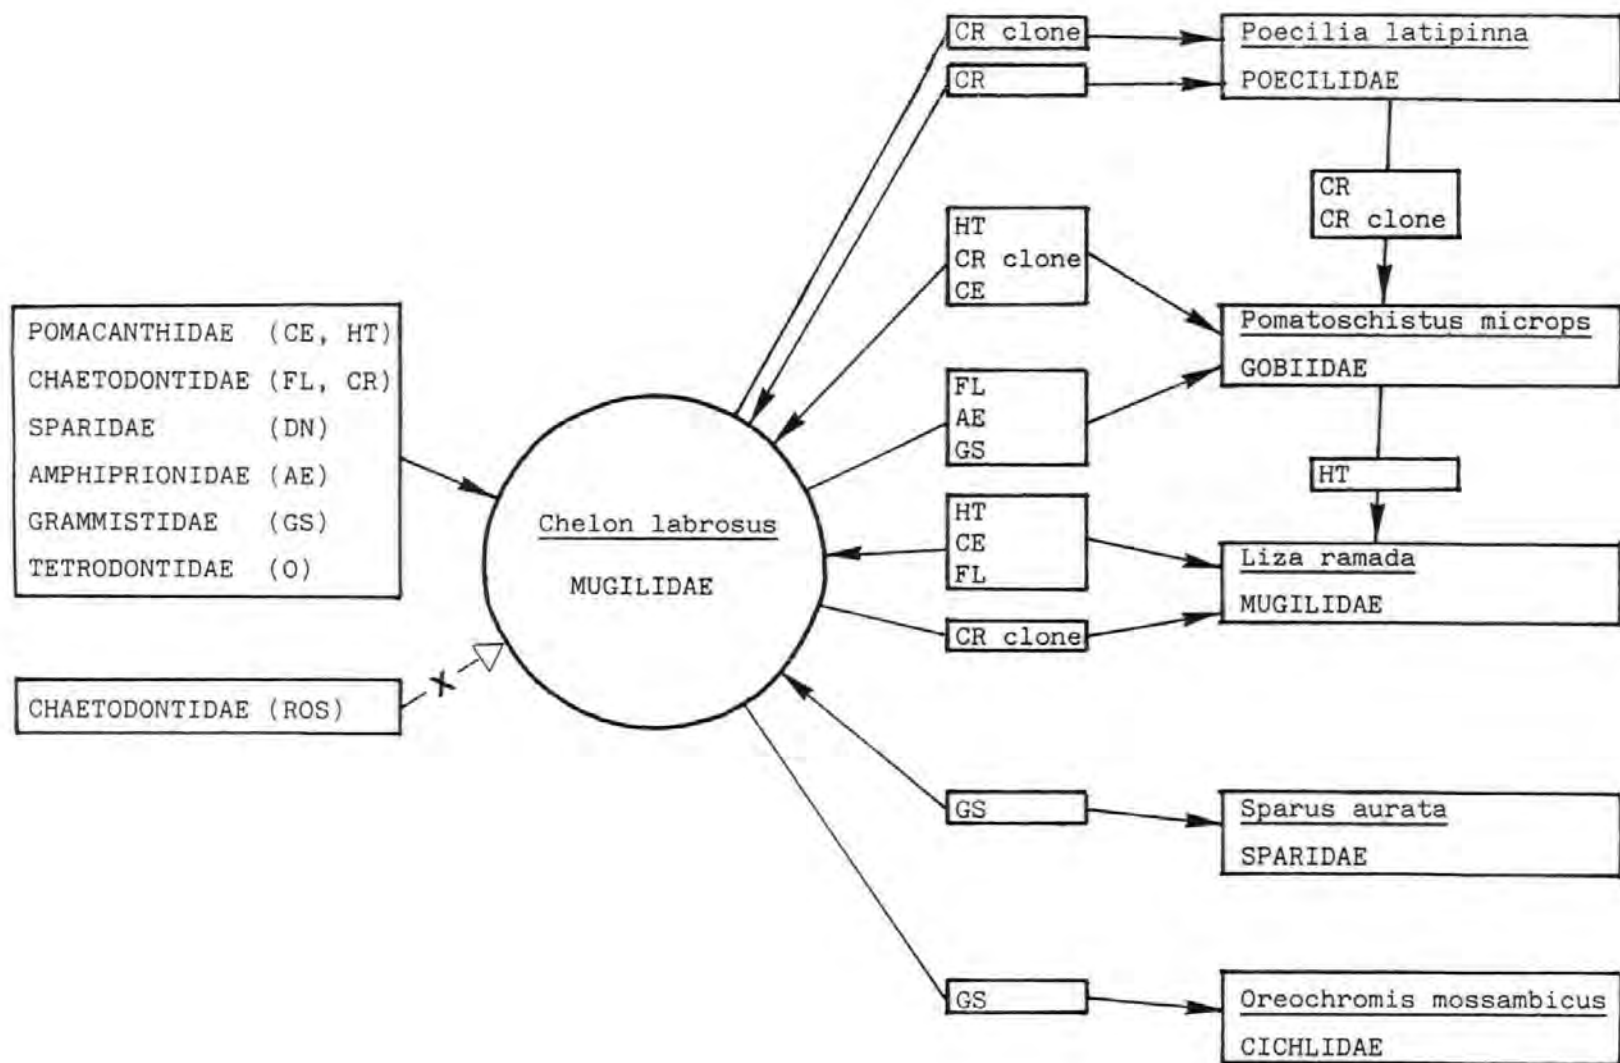 POMACANTHIDAE (CE, HT)
CHAETODONTIDAE (FL, CR)
SPARIDAE (DN)
AMPHIPRIONIDAE (AE)
GRAMMISTIDAE (GS)
TETRODONTIDAE (O)
CHAETODONTIDAE (ROS)
X
Chelon labrosus
MUGILIDAE
CR clone
CR
HT
CR clone
CE
FL
AE
GS
HT
CE
FL
CR clone
GS
GS
Poecilia latipinna
POECILIDAE
CR
CR clone
Pomatoschistus microps
GOBIIDAE
HT
Liza ramada
MUGILIDAE
Sparus aurata
SPARIDAE
Oreochromis mossambicus
CICHLIDAE